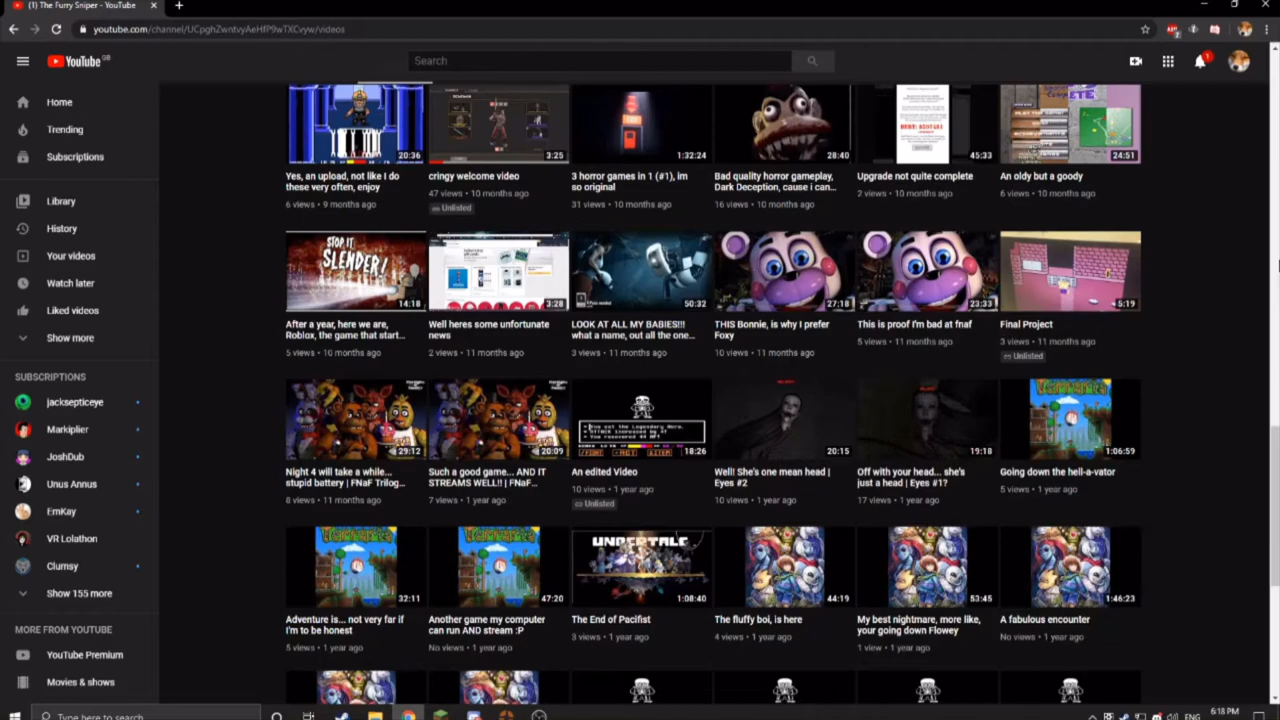 (1) The Furry Sniper - YouTube
youtube.com/channel/UCpghZwntvyAeHfP9wTXCvyw/videos
YouTube GB
Search
1
Home
Trending
Subscriptions
Library
History
Your videos
Watch later
Liked videos
Show more
SUBSCRIPTIONS
jacksepticeye
Markiplier
JoshDub
Unus Annus
EmKay
VR Lolathon
Clumsy
Show 155 more
MORE FROM YOUTUBE
YouTube Premium
Movies & shows
20:36
3:25
1:32:24
28:40
45:33
24:51
Yes, an upload, not like I do
these very often, enjoy
6 views • 9 months ago
cringy welcome video
47 views • 10 months ago
Unlisted
3 horror games in 1 (#1), im
so original
31 views • 10 months ago
Bad quality horror gameplay,
Dark Deception, cause i can...
16 views • 10 months ago
Upgrade not quite complete
2 views • 10 months ago
An oldy but a goody
6 views • 10 months ago
STOP IT
SLENDER!
14:18
3:28
50:32
27:18
23:33
5:19
After a year, here we are,
Roblox, the game that start...
5 views • 10 months ago
Well heres some unfortunate
news
2 views • 11 months ago
LOOK AT ALL MY BABIES!!!
what a name, out all the one...
3 views • 11 months ago
THIS Bonnie, is why I prefer
Foxy
10 views • 11 months ago
This is proof I'm bad at fnaf
5 views • 11 months ago
Final Project
3 views • 11 months ago
Unlisted
29:12
20:09
18:26
20:15
19:18
Terraria
1:06:59
Night 4 will take a while...
stupid battery | FNaF Trilog...
8 views • 11 months ago
Such a good game... AND IT
STREAMS WELL!! | FNaF...
7 views • 1 year ago
An edited Video
10 views • 1 year ago
Unlisted
Well! She's one mean head |
Eyes #2
10 views • 1 year ago
Off with your head... she's
just a head | Eyes #1?
17 views • 1 year ago
Going down the hell-a-vator
5 views • 1 year ago
Terraria
32:11
Terraria
47:20
UNDERTALE
1:08:40
44:19
53:45
1:46:23
Adventure is... not very far if
I'm to be honest
5 views • 1 year ago
Another game my computer
can run AND stream :P
No views • 1 year ago
The End of Pacifist
3 views • 1 year ago
The fluffy boi, is here
4 views • 1 year ago
My best nightmare, more like,
your going down Flowey
1 view • 1 year ago
A fabulous encounter
No views • 1 year ago
Type here to search
ENG
6:18 PM